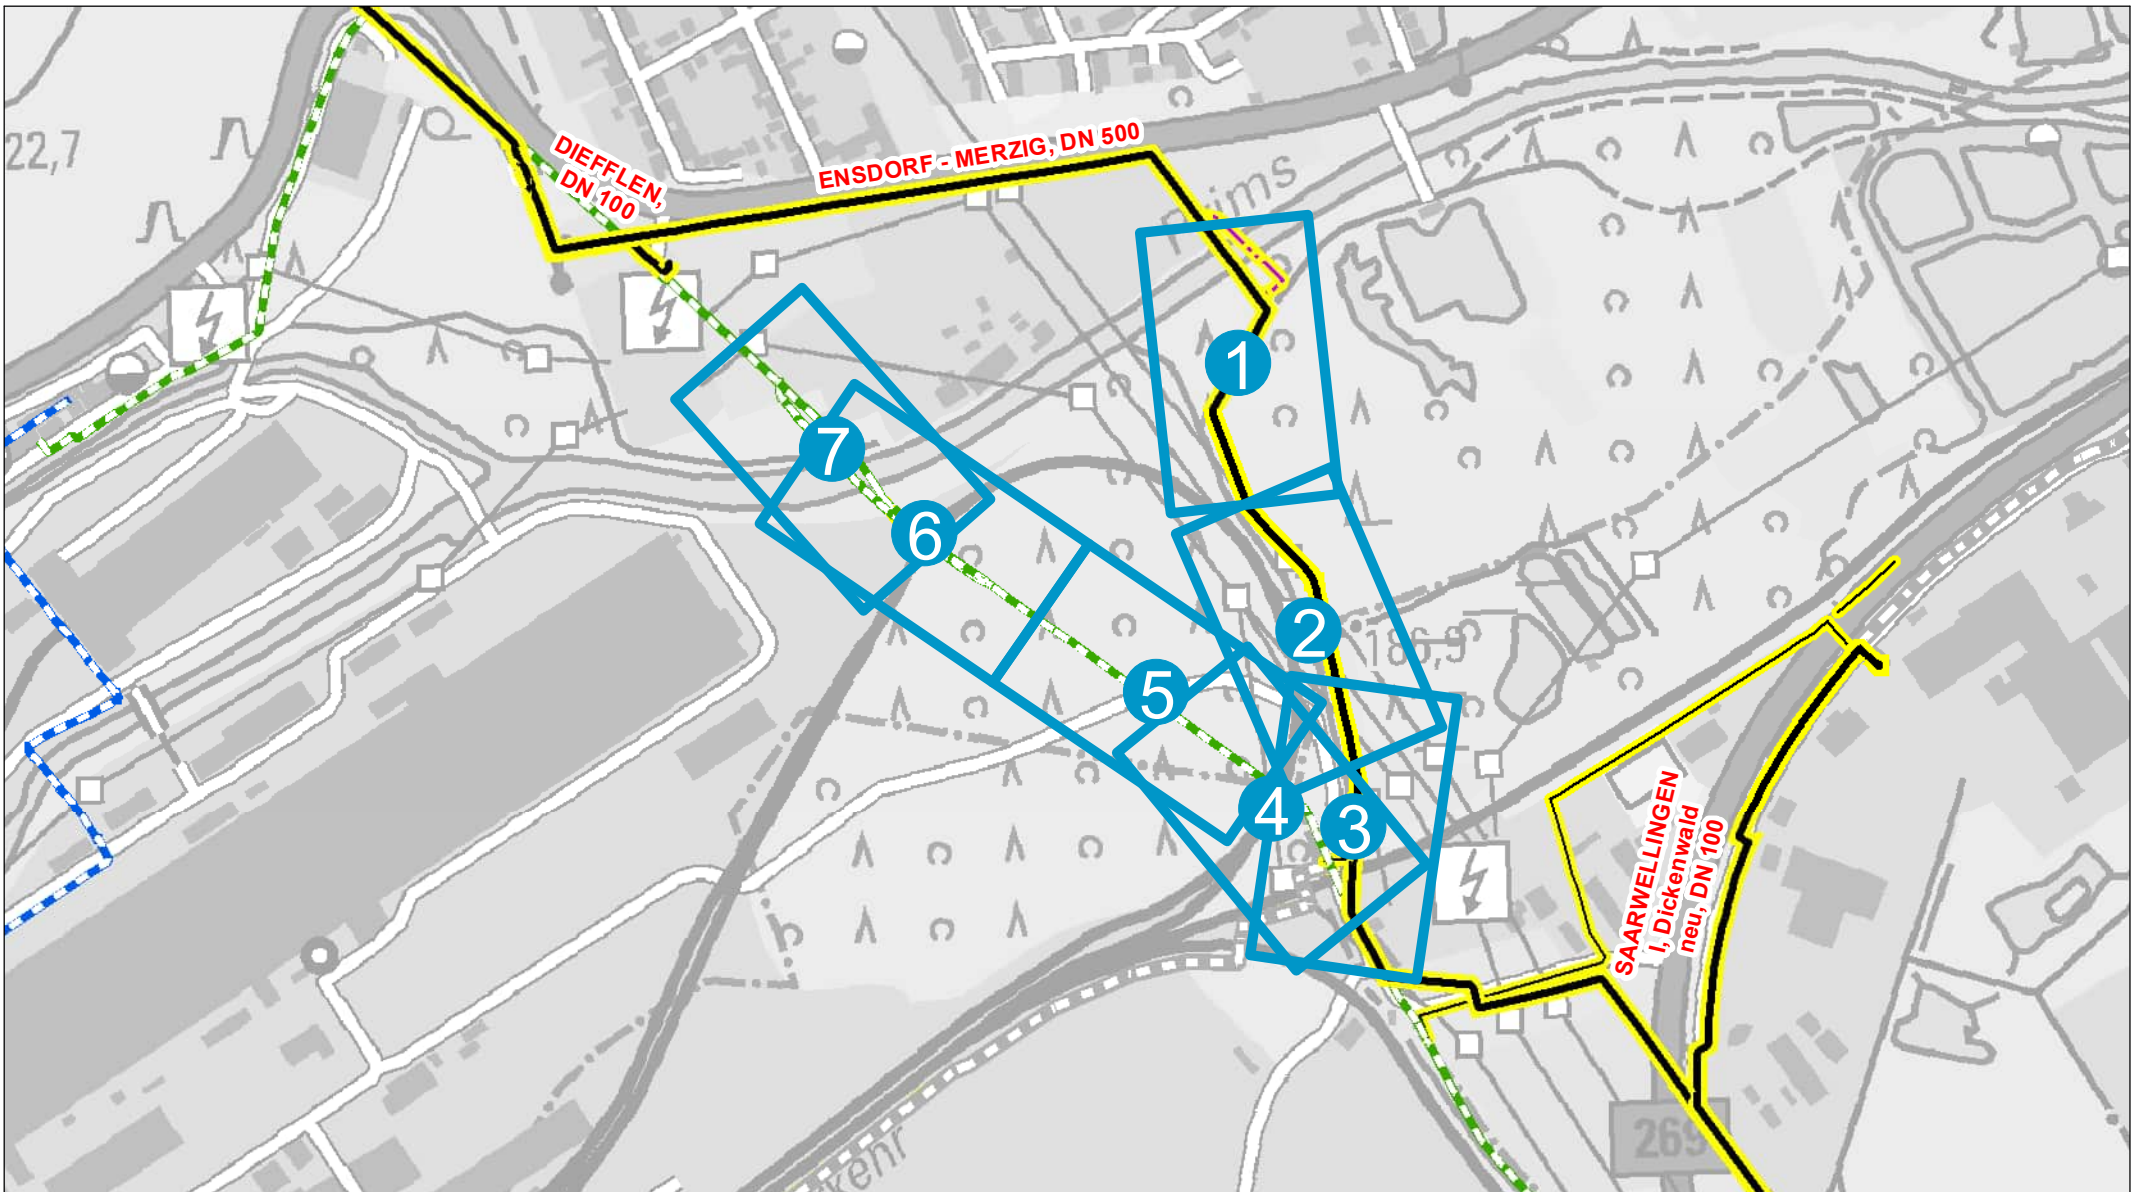 22,7
DIEFFLEN,
DN 100
ENSDORF - MERZIG, DN 500
Prims
1
7
6
2
186,9
5
4
3
SAARWELLINGEN
I, Dickenwald
neu, DN 100
269
kehr